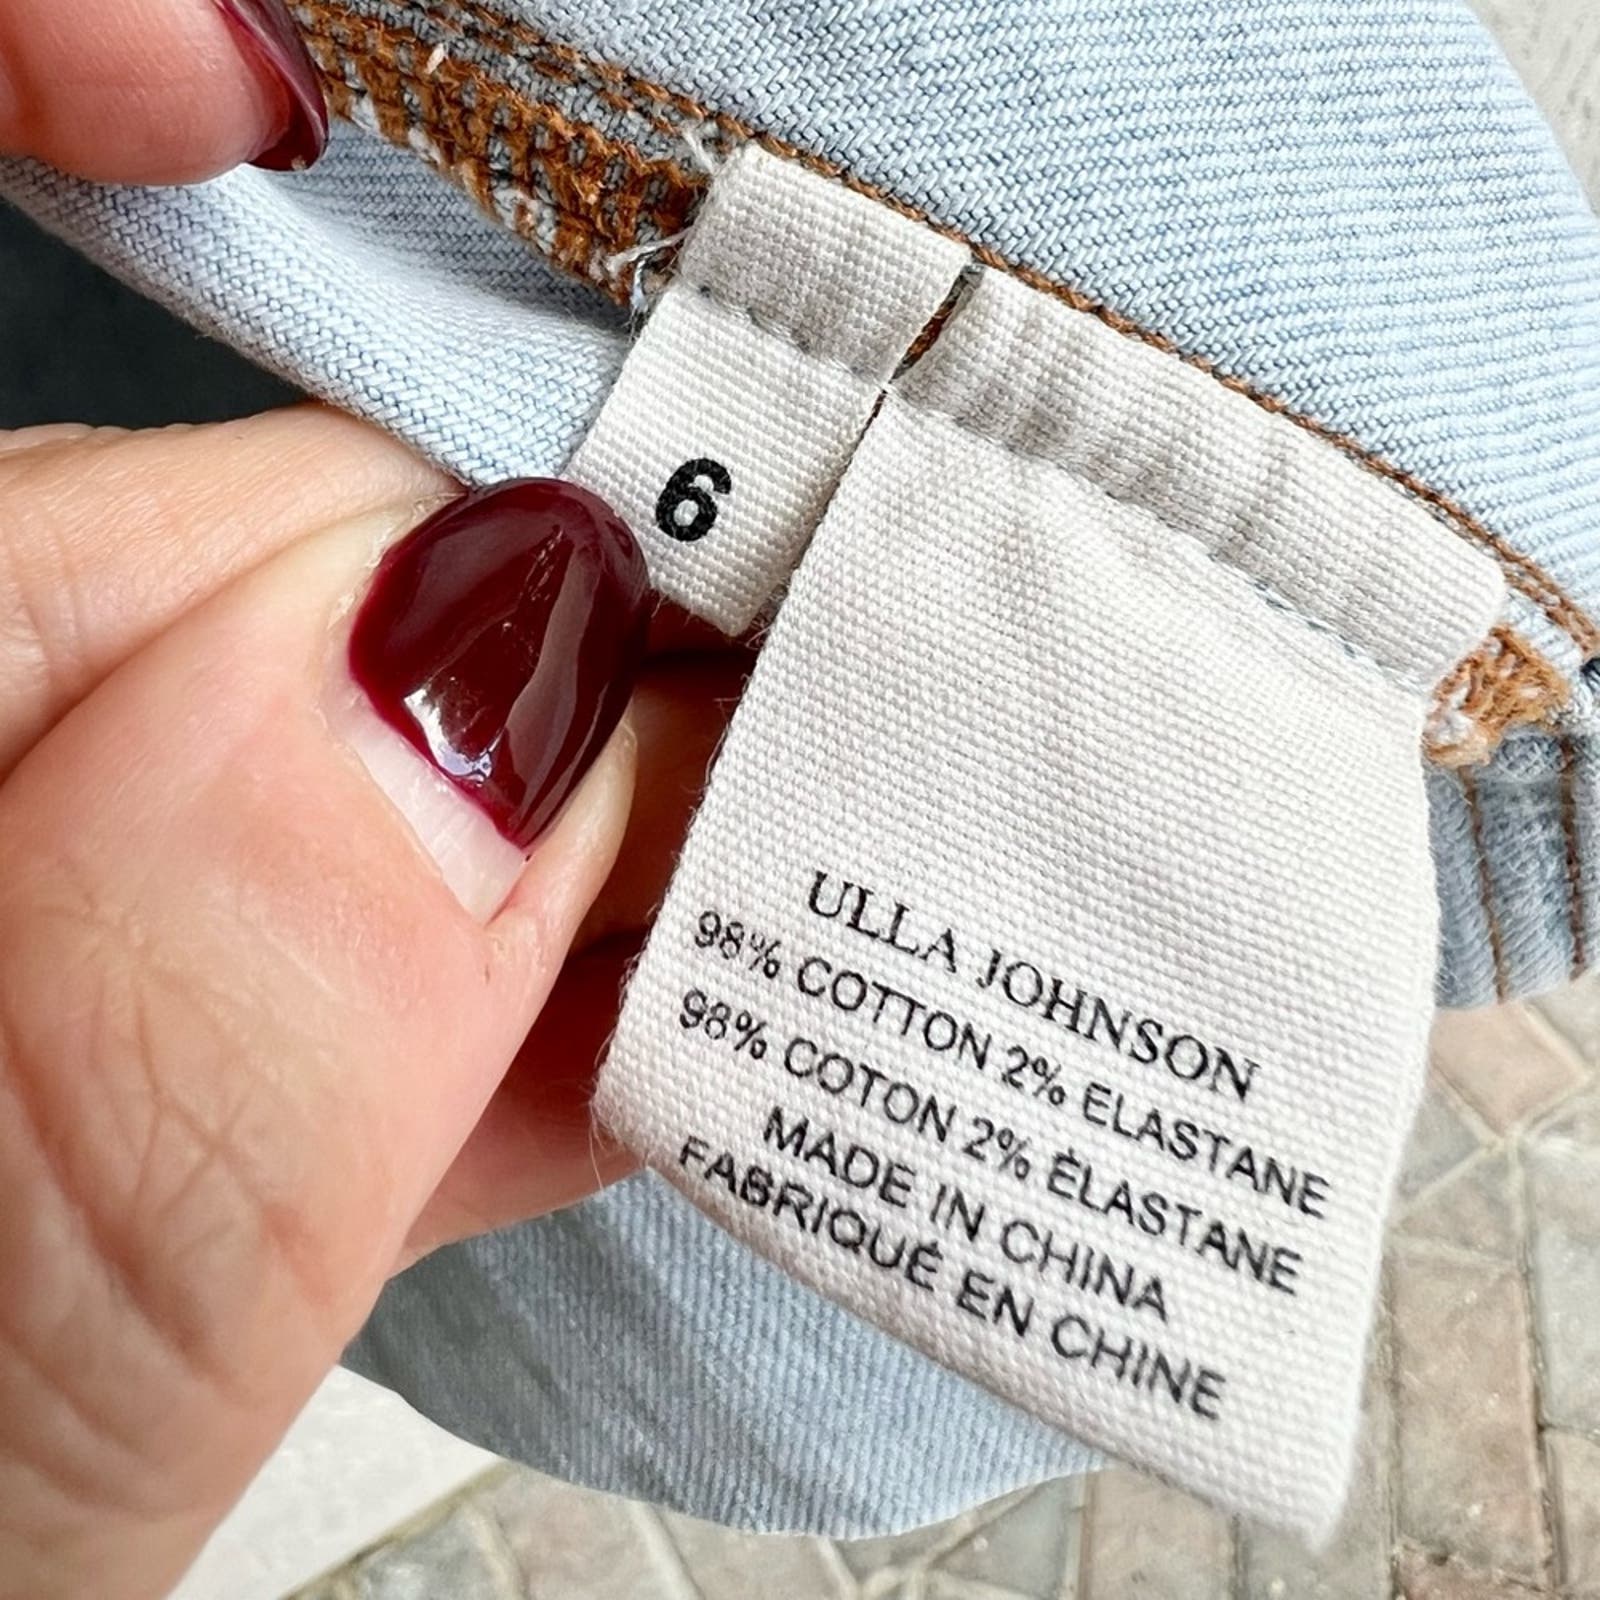 6
ULLA JOHNSON
98% COTTON 2% ELASTANE
98% COTON 2% ÉLASTANE
MADE IN CHINA
FABRIQUÉ EN CHINE